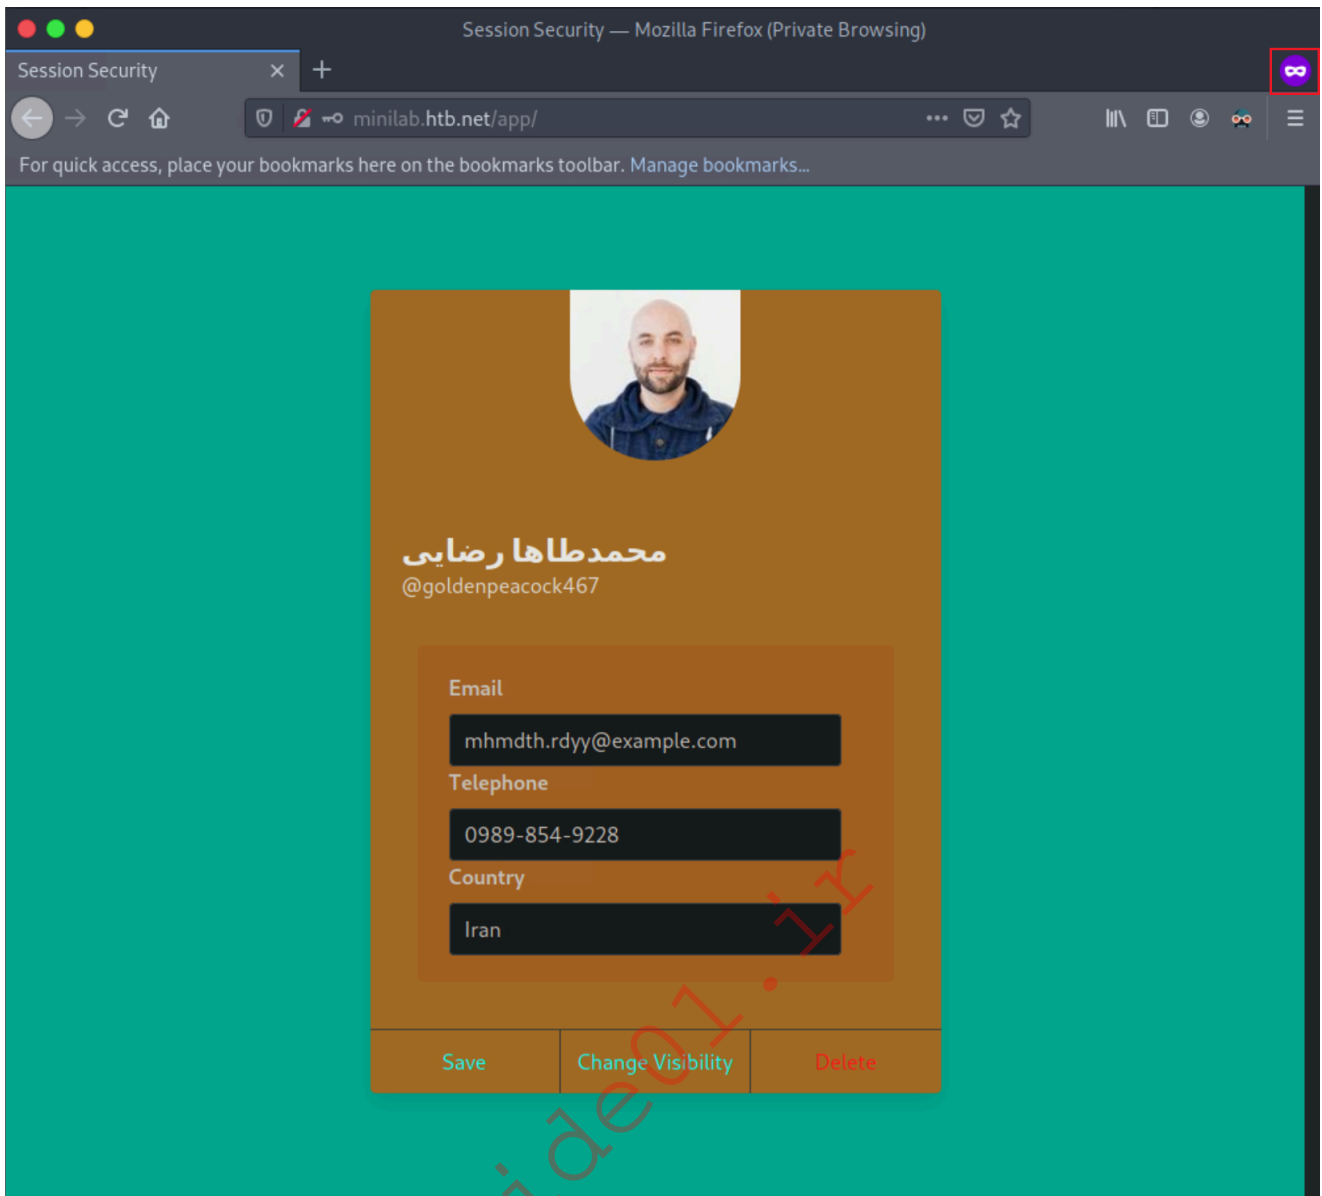 Session Security — Mozilla Firefox (Private Browsing)
Session Security
minilab.htb.net/app/
For quick access, place your bookmarks here on the bookmarks toolbar. Manage bookmarks...
محمدطاها رضایی
@goldenpeacock467
Email
mhmdth.rdyy@example.com
Telephone
0989-854-9228
Country
Iran
Save Change Visibility Delete
ide01.ir